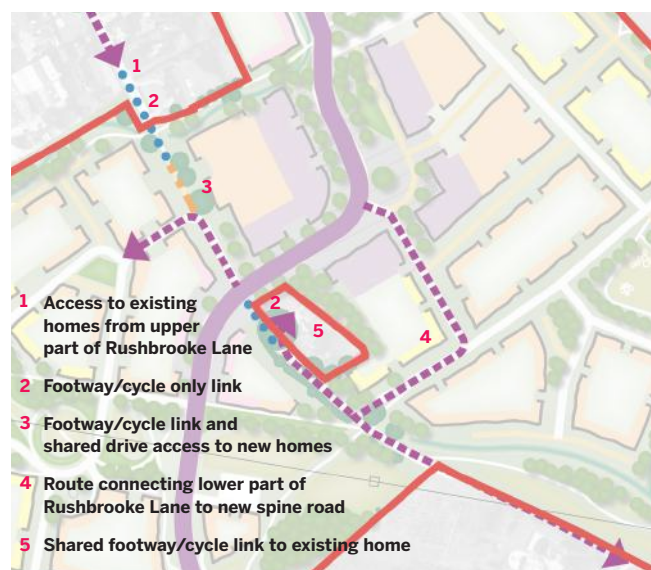 1
2
3
2
5
4
1 Access to existing
homes from upper
part of Rushbrooke Lane
2 Footway/cycle only link
3 Footway/cycle link and
shared drive access to new homes
4 Route connecting lower part of
Rushbrooke Lane to new spine road
5 Shared footway/cycle link to existing home